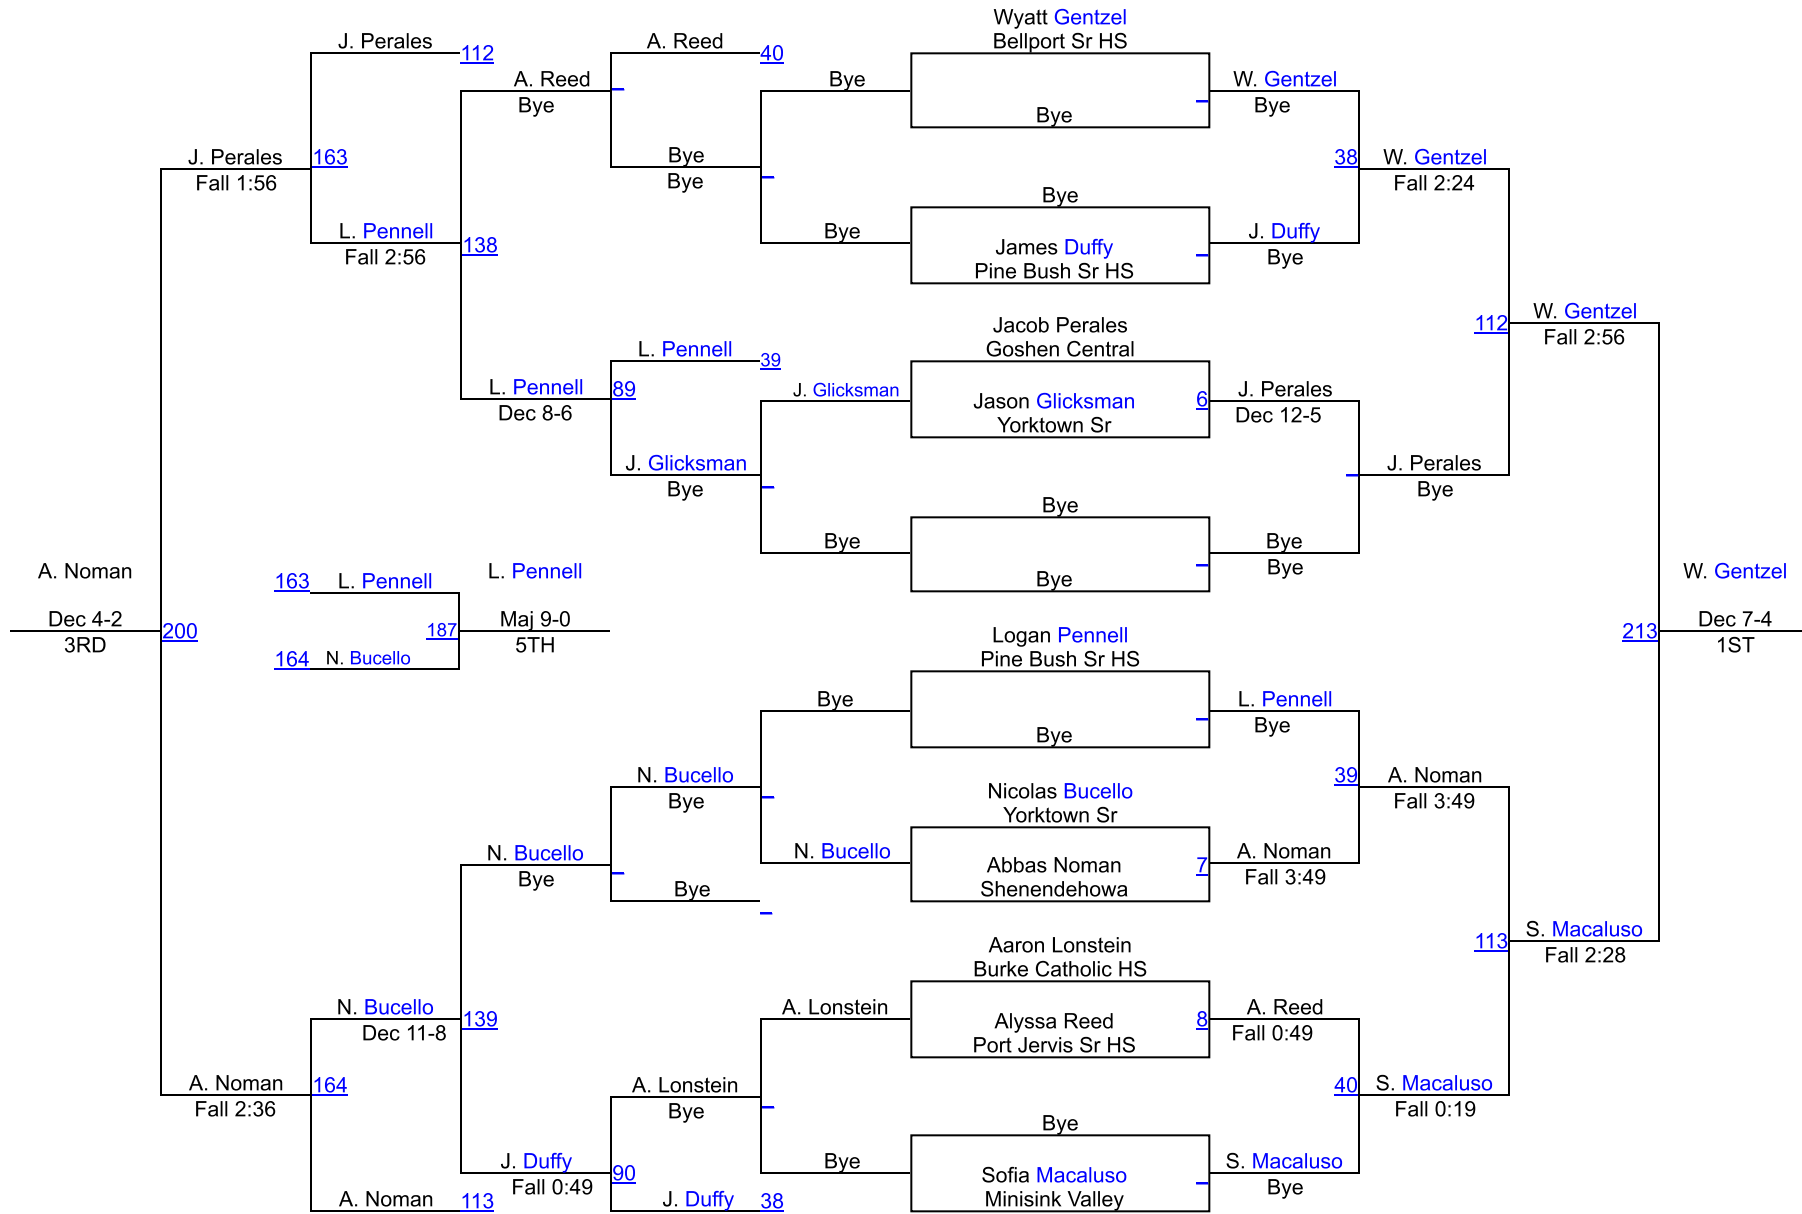 Wyatt Gentzel
Bellport Sr HS
J. Perales
112
A. Reed
40
A. Reed
Bye
Bye
W. Gentzel
Bye
Bye
J. Perales
163
Fall 1:56
Bye
Bye
38
W. Gentzel
Fall 2:24
Bye
L. Pennell
Fall 2:56
138
Bye
James Duffy
Pine Bush Sr HS
J. Duffy
Bye
Jacob Perales
Goshen Central
112
W. Gentzel
Fall 2:56
L. Pennell
39
L. Pennell
89
Dec 8-6
J. Glicksman
Jason Glicksman
Yorktown Sr
6
J. Perales
Dec 12-5
J. Glicksman
Bye
J. Perales
Bye
Bye
Bye
Bye
Bye
Bye
A. Noman
163
L. Pennell
L. Pennell
W. Gentzel
Dec 4-2
3RD
200
187
Maj 9-0
5TH
213
Dec 7-4
1ST
164
N. Bucello
Logan Pennell
Pine Bush Sr HS
Bye
Bye
L. Pennell
Bye
N. Bucello
Bye
Nicolas Bucello
Yorktown Sr
39
A. Noman
Fall 3:49
N. Bucello
Bye
N. Bucello
Abbas Noman
Shenendehowa
7
A. Noman
Fall 3:49
Bye
Aaron Lonstein
Burke Catholic HS
113
S. Macaluso
Fall 2:28
N. Bucello
Dec 11-8
139
A. Lonstein
Alyssa Reed
Port Jervis Sr HS
8
A. Reed
Fall 0:49
A. Noman
164
Fall 2:36
A. Lonstein
Bye
40
S. Macaluso
Fall 0:19
Bye
J. Duffy
90
Fall 0:49
Bye
Sofia Macaluso
Minisink Valley
S. Macaluso
Bye
A. Noman
113
J. Duffy
38